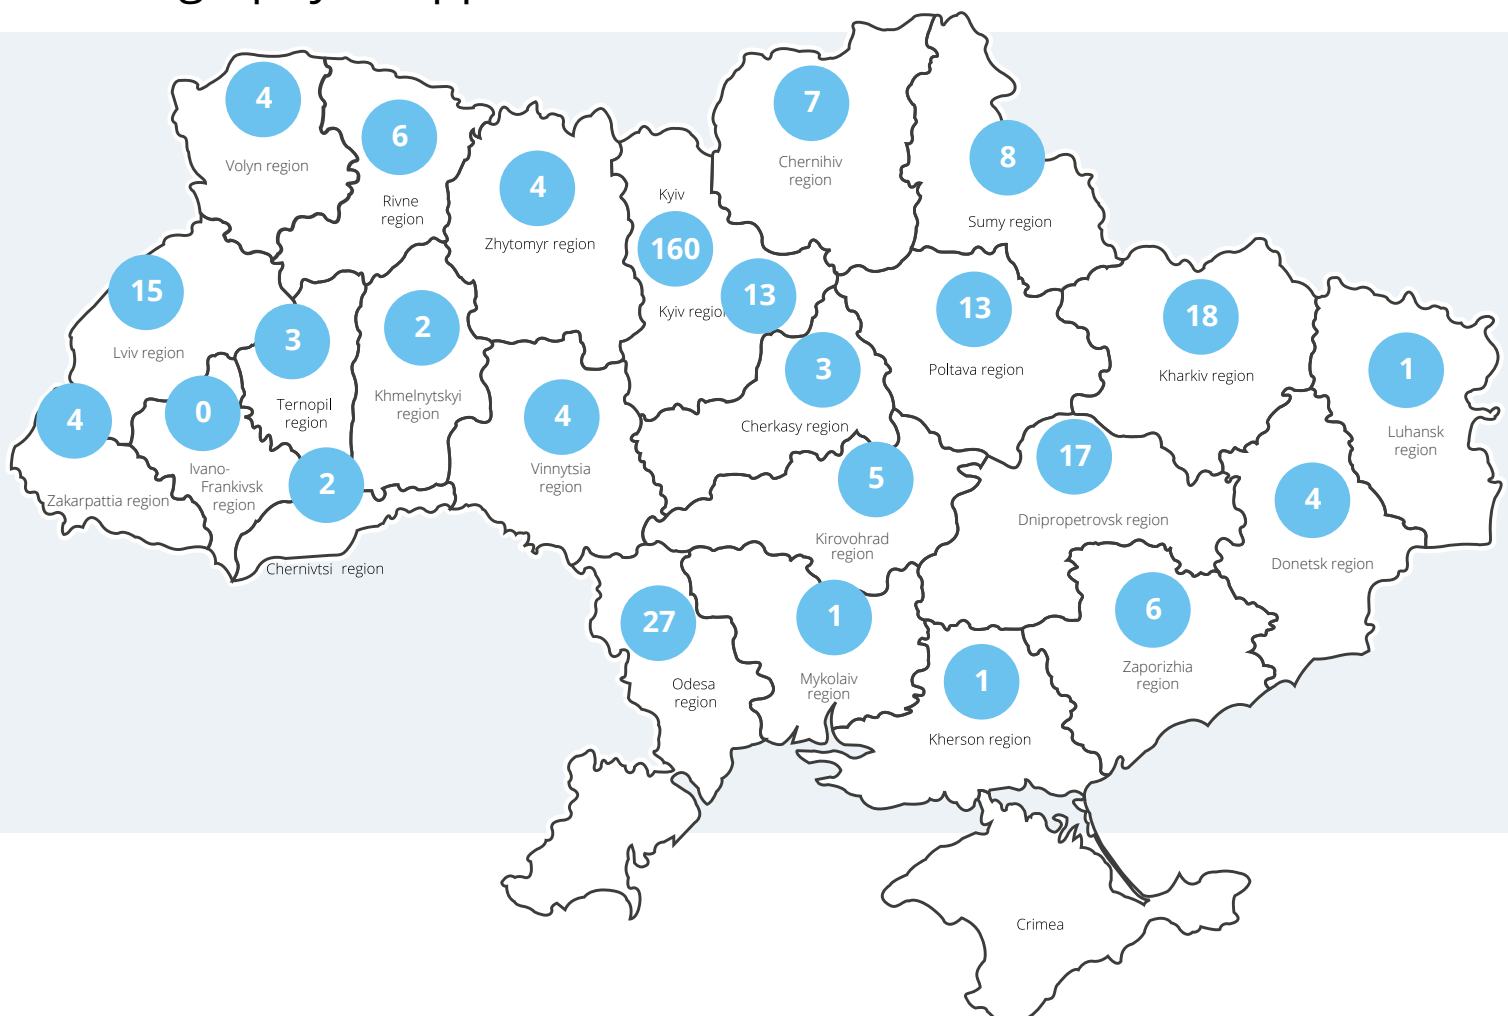 4
Volyn region
6
Rivne
region
4
Zhytomyr region
Kyiv
160
Kyiv region
13
7
Chernihiv
region
8
Sumy region
15
Lviv region
3
Ternopil
region
2
Khmelnytskyi
region
13
Poltava region
18
Kharkiv region
1
Luhansk
region
4
Zakarpattia region
0
Ivano-
Frankivsk
region
2
Chernivtsi region
4
Vinnytsia
region
3
Cherkasy region
5
Kirovohrad
region
17
Dnipropetrovsk region
4
Donetsk region
27
Odesa
region
1
Mykolaiv
region
1
Kherson region
6
Zaporizhia
region
Crimea